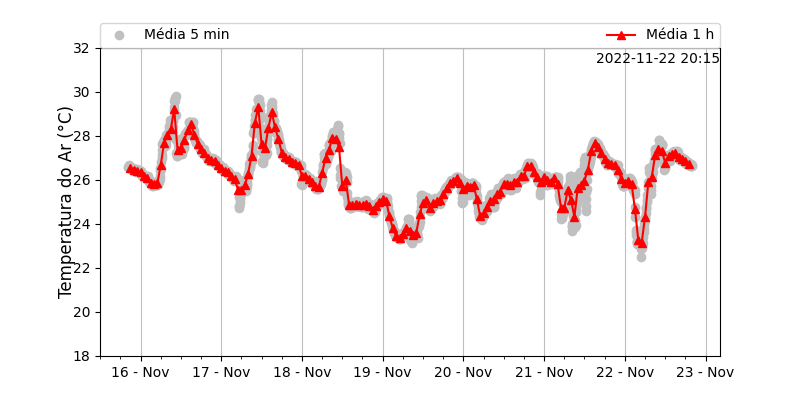 Média 5 min
Média 1 h
2022-11-22 20:15
Temperatura do Ar (°C)
32
30
28
26
24
22
20
18
16 - Nov
17 - Nov
18 - Nov
19 - Nov
20 - Nov
21 - Nov
22 - Nov
23 - Nov